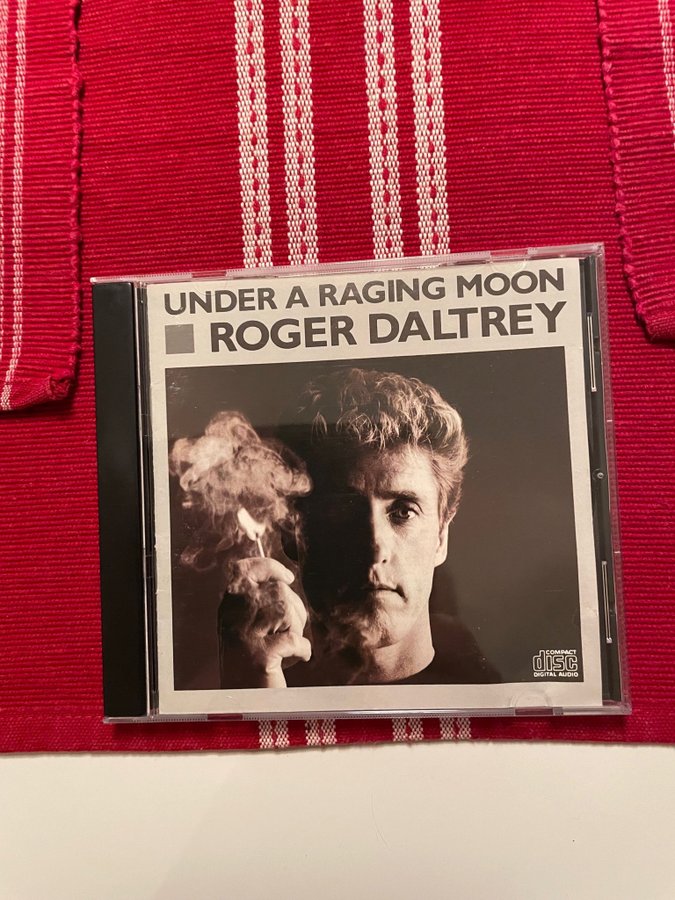 UNDER A RAGING MOON
ROGER DALTREY
COMPACT
disc
DIGITAL AUDIO